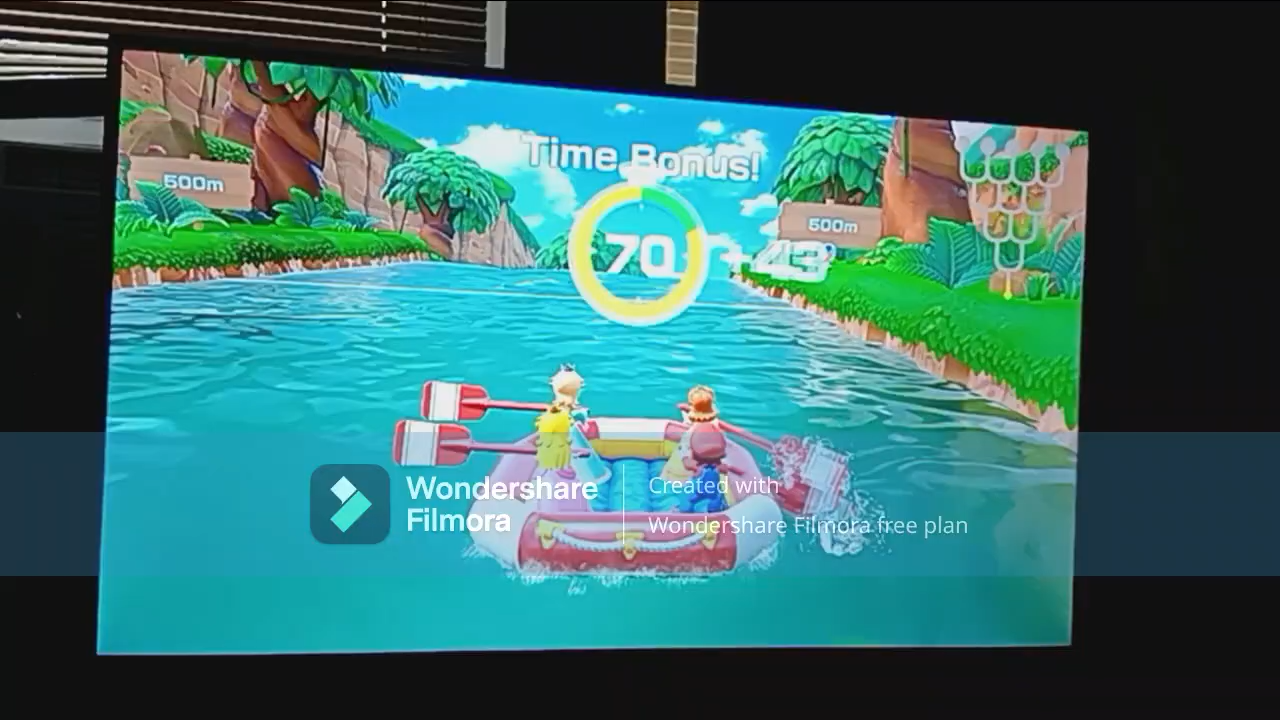 Time Bonus!
500m
500m
70
+43
Wondershare
Filmora
Created with
Wondershare Filmora free plan